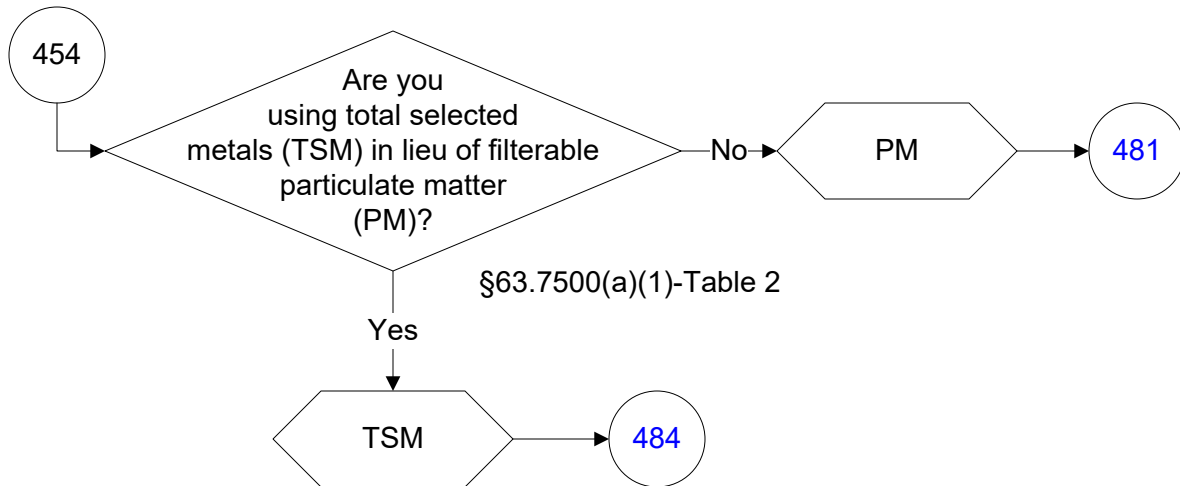 454
Are you
using total selected
metals (TSM) in lieu of filterable
particulate matter
(PM)?
No
PM
481
§63.7500(a)(1)-Table 2
Yes
TSM
484